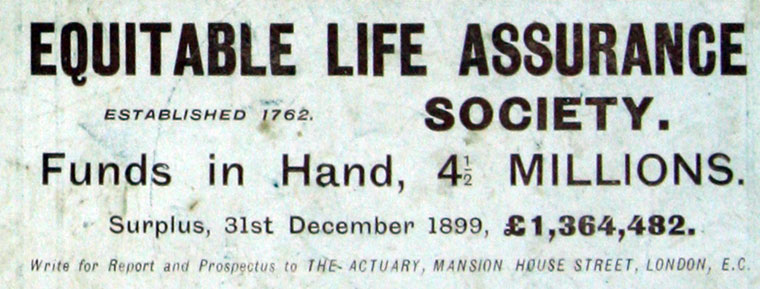 EQUITABLE LIFE ASSURANCE
ESTABLISHED 1762. SOCIETY.
Funds in Hand, 4½ MILLIONS.
Surplus, 31st December 1899, £1,364,482.
Write for Report and Prospectus to THE ACTUARY, MANSION HOUSE STREET, LONDON, E.C.